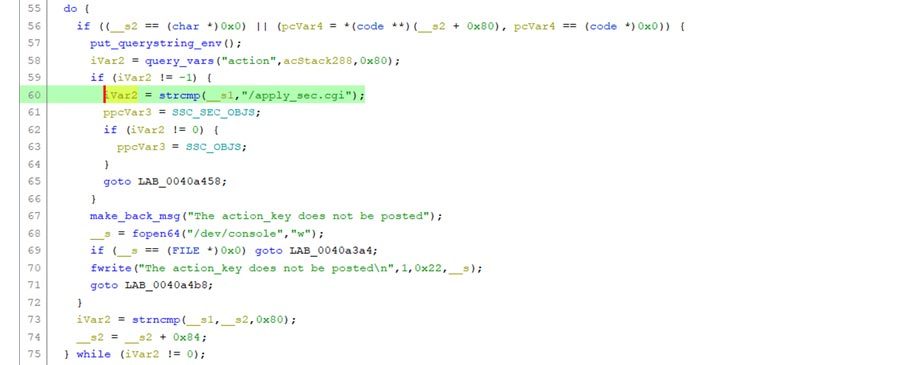 55 do {
56 if ((__s2 == (char *)0x0) || (pcVar4 = *(code **)(__s2 + 0x80), pcVar4 == (code *)0x0)) {
57 put_querystring_env();
58 iVar2 = query_vars("action",acStack288,0x80);
59 if (iVar2 != -1) {
60 iVar2 = strcmp(__s1,"/apply_sec.cgi");
61 ppcVar3 = SSC_SEC_OBJS;
62 if (iVar2 != 0) {
63 ppcVar3 = SSC_OBJS;
64 }
65 goto LAB_0040a458;
66 }
67 make_back_msg("The action_key does not be posted");
68 __s = fopen64("/dev/console","w");
69 if (__s == (FILE *)0x0) goto LAB_0040a3a4;
70 fwrite("The action_key does not be posted\n",1,0x22,__s);
71 goto LAB_0040a4b8;
72 }
73 iVar2 = strncmp(__s1,__s2,0x80);
74 __s2 = __s2 + 0x84;
75 } while (iVar2 != 0);